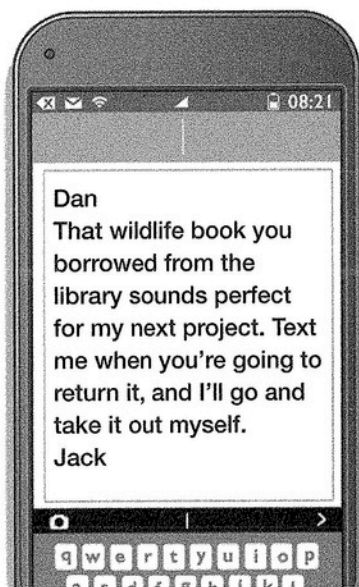 08:21
Dan
That wildlife book you
borrowed from the
library sounds perfect
for my next project. Text
me when you're going to
return it, and I'll go and
take it out myself.
Jack
q w e r t y u i o p